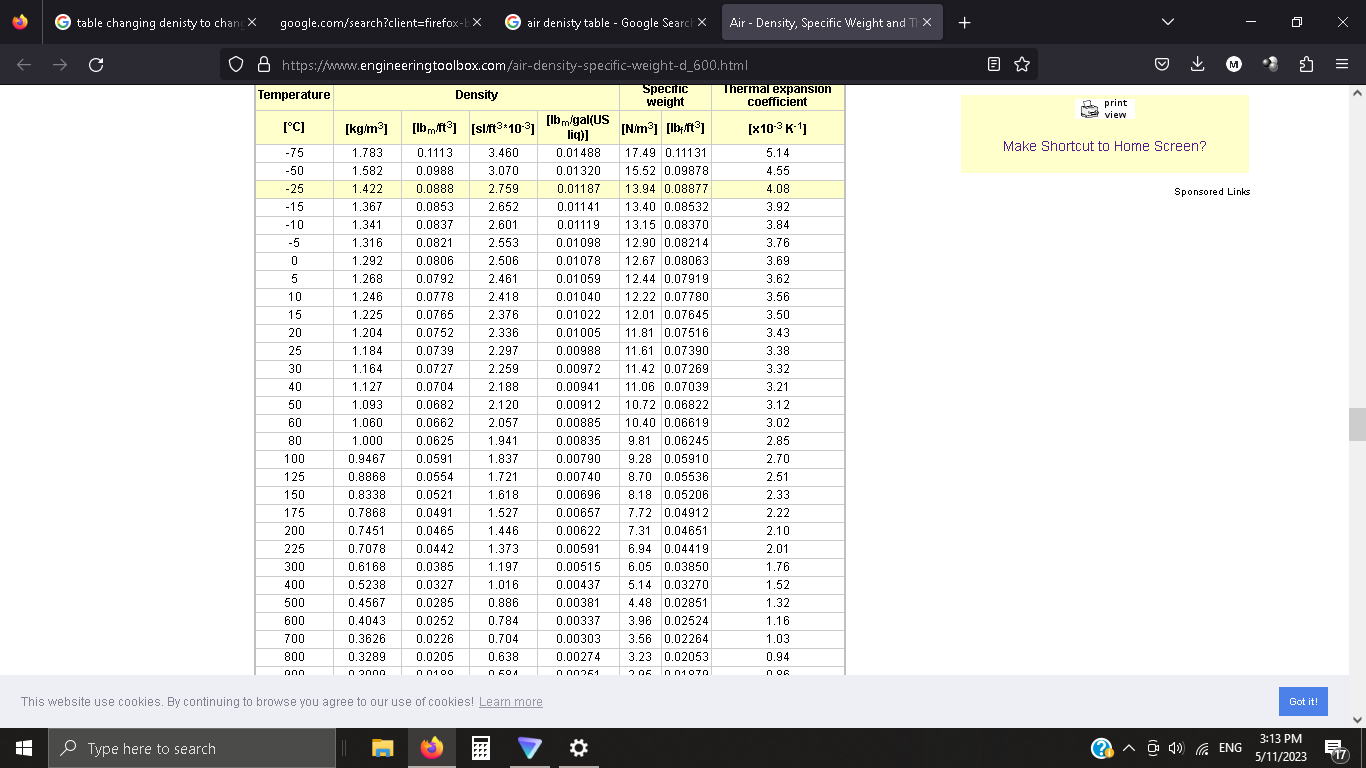 table changing denisty to chan
google.com/search?client=firefox-b
air denisty table - Google Searc
Air - Density, Specific Weight and Th
https://www.engineeringtoolbox.com/air-density-specific-weight-d_600.html
Temperature Density Specific weight Thermal expansion coefficient
[°C] [kg/m3] [lbm/ft3] [sl/ft3*10-3] [lbm/gal(US liq)] [N/m3] [lbf/ft3] [x10-3 K-1]
-75 1.783 0.1113 3.460 0.01488 17.49 0.11131 5.14
-50 1.582 0.0988 3.070 0.01320 15.52 0.09878 4.55
-25 1.422 0.0888 2.759 0.01187 13.94 0.08877 4.08
-15 1.367 0.0853 2.652 0.01141 13.40 0.08532 3.92
-10 1.341 0.0837 2.601 0.01119 13.15 0.08370 3.84
-5 1.316 0.0821 2.553 0.01098 12.90 0.08214 3.76
0 1.292 0.0806 2.506 0.01078 12.67 0.08063 3.69
5 1.268 0.0792 2.461 0.01059 12.44 0.07919 3.62
10 1.246 0.0778 2.418 0.01040 12.22 0.07780 3.56
15 1.225 0.0765 2.376 0.01022 12.01 0.07645 3.50
20 1.204 0.0752 2.336 0.01005 11.81 0.07516 3.43
25 1.184 0.0739 2.297 0.00988 11.61 0.07390 3.38
30 1.164 0.0727 2.259 0.00972 11.42 0.07269 3.32
40 1.127 0.0704 2.188 0.00941 11.06 0.07039 3.21
50 1.093 0.0682 2.120 0.00912 10.72 0.06822 3.12
60 1.060 0.0662 2.057 0.00885 10.40 0.06619 3.02
80 1.000 0.0625 1.941 0.00835 9.81 0.06245 2.85
100 0.9467 0.0591 1.837 0.00790 9.28 0.05910 2.70
125 0.8868 0.0554 1.721 0.00740 8.70 0.05536 2.51
150 0.8338 0.0521 1.618 0.00696 8.18 0.05206 2.33
175 0.7868 0.0491 1.527 0.00657 7.72 0.04912 2.22
200 0.7451 0.0465 1.446 0.00622 7.31 0.04651 2.10
225 0.7078 0.0442 1.373 0.00591 6.94 0.04419 2.01
300 0.6168 0.0385 1.197 0.00515 6.05 0.03850 1.76
400 0.5238 0.0327 1.016 0.00437 5.14 0.03270 1.52
500 0.4567 0.0285 0.886 0.00381 4.48 0.02851 1.32
600 0.4043 0.0252 0.784 0.00337 3.96 0.02524 1.16
700 0.3626 0.0226 0.704 0.00303 3.56 0.02264 1.03
800 0.3289 0.0205 0.638 0.00274 3.23 0.02053 0.94
print
view
Make Shortcut to Home Screen?
Sponsored Links
This website use cookies. By continuing to browse you agree to our use of cookies! Learn more
Got it!
Type here to search
ENG
3:13 PM
5/11/2023
17